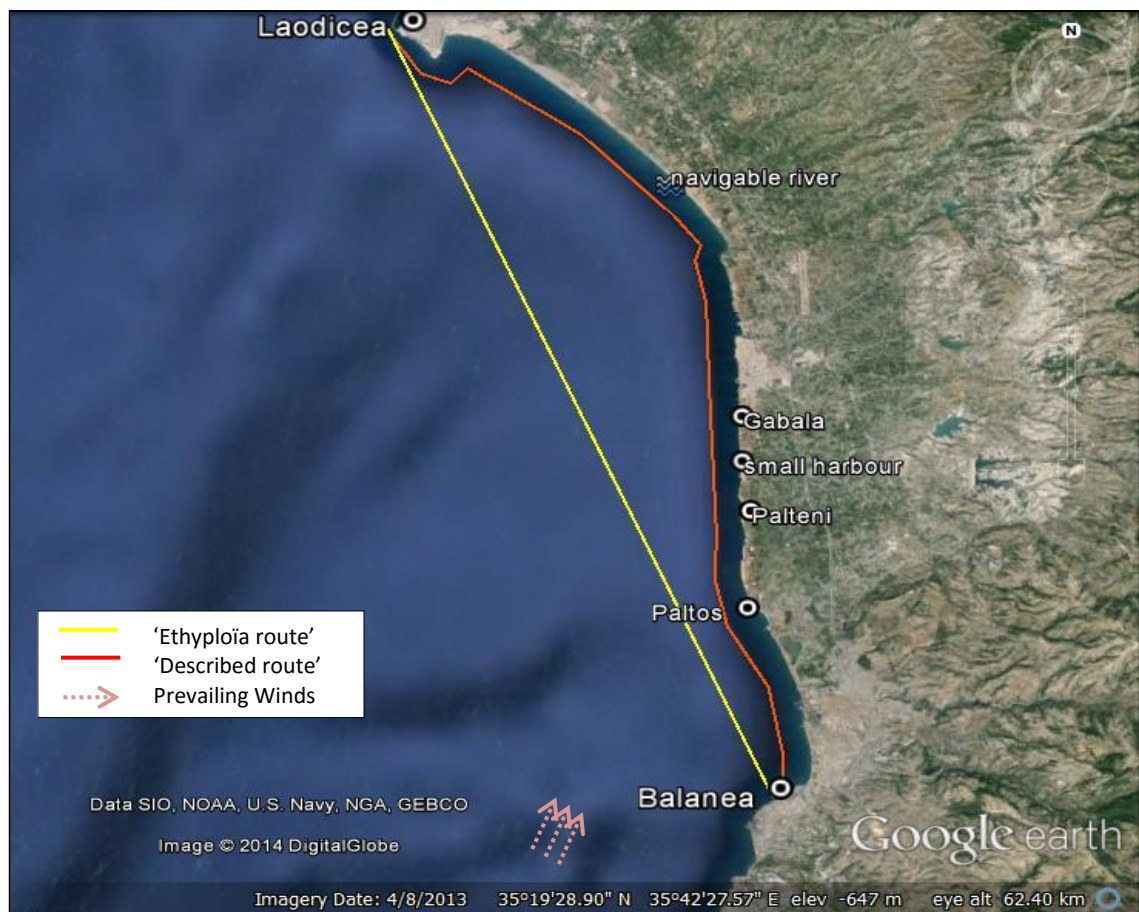 Laodicea
N
navigable river
Gabala
small harbour
Palteni
Paltos
‘Ethyploïa route’
‘Described route’
Prevailing Winds
Balanea
Data SIO, NOAA, U.S. Navy, NGA, GEBCO
Image © 2014 DigitalGlobe
Google earth
Imagery Date: 4/8/2013 35°19'28.90" N 35°42'27.57" E elev -647 m eye alt 62.40 km